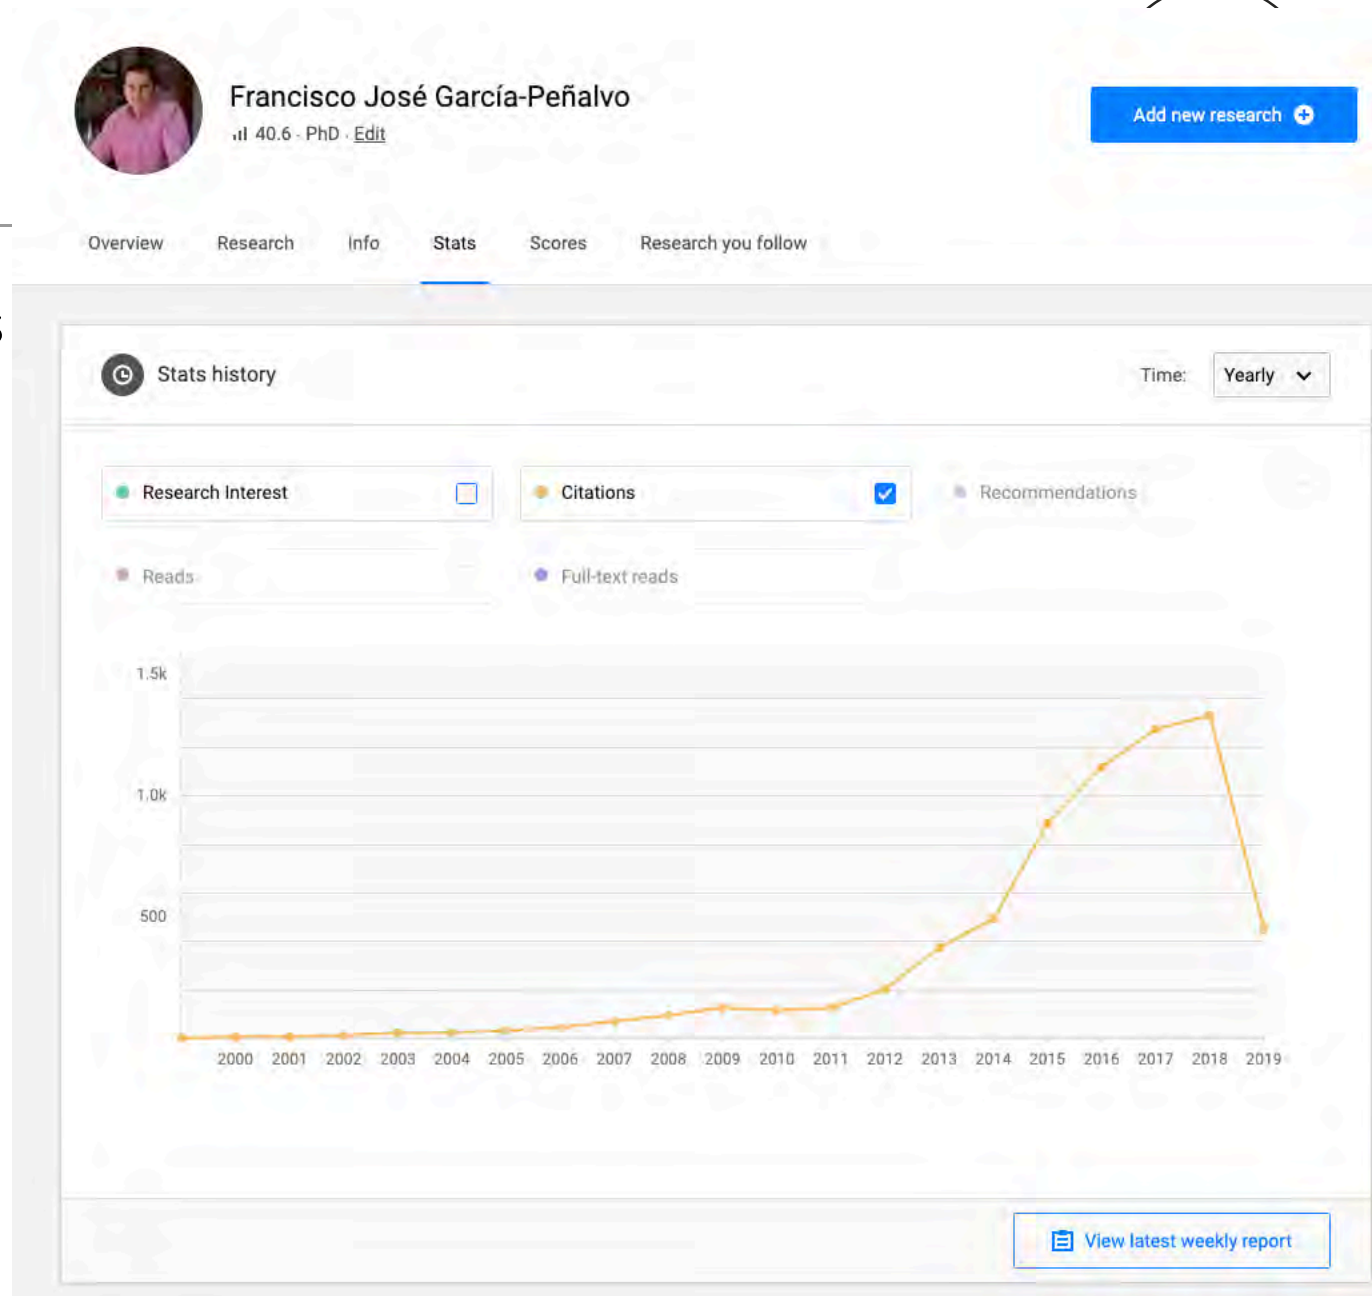 Francisco José García-Peñalvo
40.6 · PhD · Edit
Add new research
Overview Research Info Stats Scores Research you follow
Stats history
Time: Yearly
Research Interest
Citations
Recommendations
Reads
Full-text reads
1.5k
1.0k
500
2000 2001 2002 2003 2004 2005 2006 2007 2008 2009 2010 2011 2012 2013 2014 2015 2016 2017 2018 2019
View latest weekly report